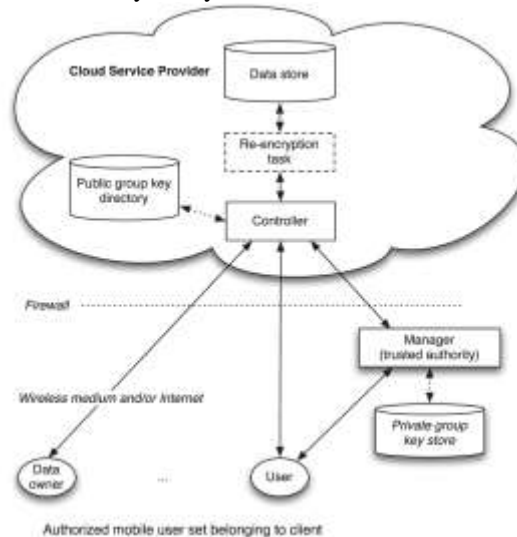 Cloud Service Provider
Data store
Re-encryption
task
Public group key
directory
Controller
Firewall
Manager
(trusted authority)
Wireless medium and/or Internet
Private group
key store
Data
owner
...
User
Authorized mobile user set belonging to client